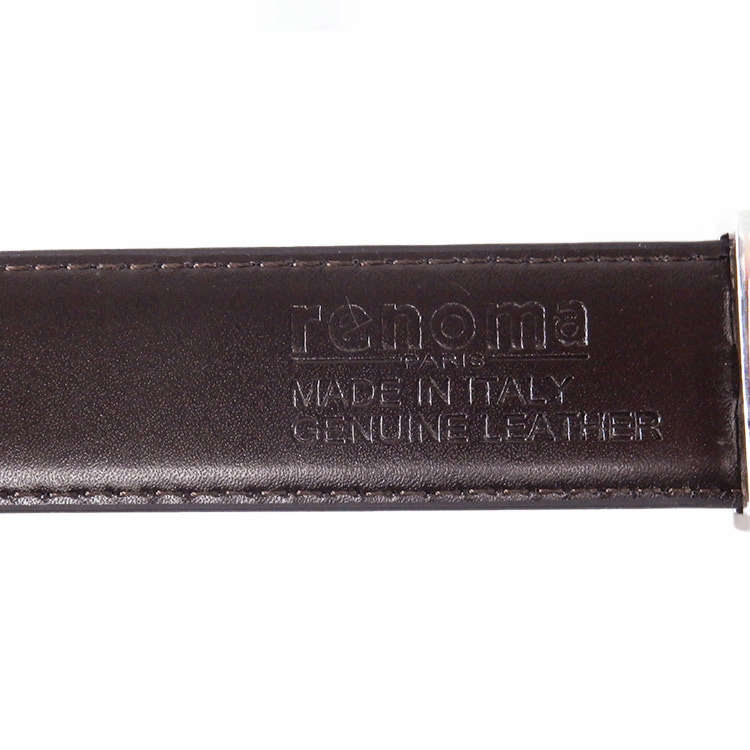 renoma
PARIS
MADE IN ITALY
GENUINE LEATHER